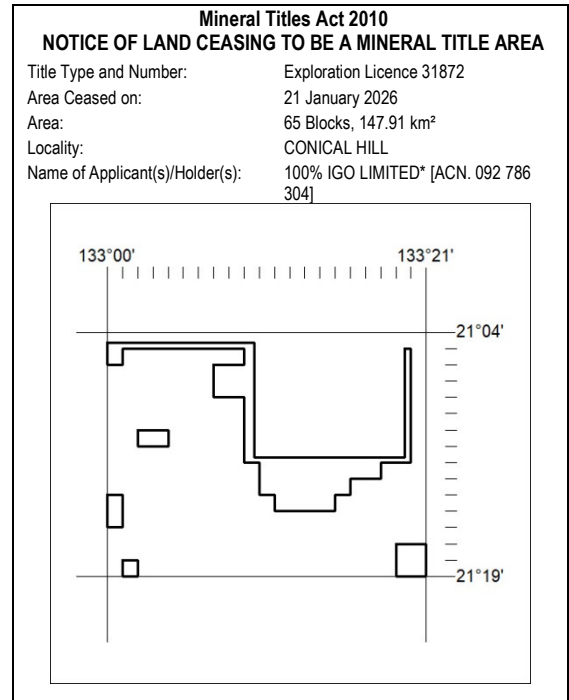 Mineral Titles Act 2010
NOTICE OF LAND CEASING TO BE A MINERAL TITLE AREA
Title Type and Number: Exploration Licence 31872
Area Ceased on: 21 January 2026
Area: 65 Blocks, 147.91 km²
Locality: CONICAL HILL
Name of Applicant(s)/Holder(s): 100% IGO LIMITED* [ACN. 092 786
304]
133°00' 133°21'
21°04'
21°19'